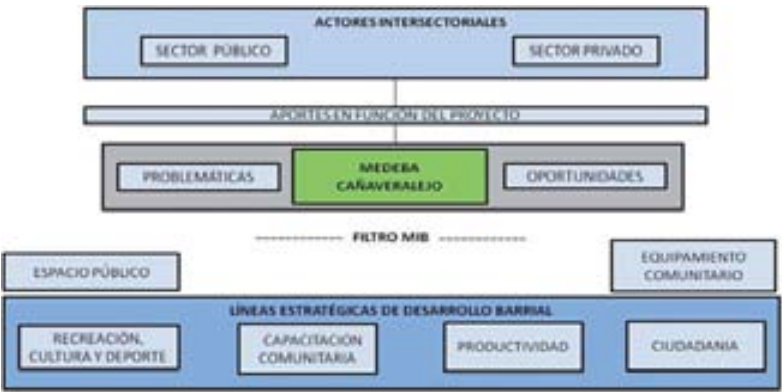 ACTORES INTERSECTORIALES
SECTOR PÚBLICO
SECTOR PRIVADO
APORTES EN FUNCIÓN DEL PROYECTO
PROBLEMÁTICAS
MEDEBA
CAÑAVERALEJO
OPORTUNIDADES
------------ FILTRO MIB ------------
ESPACIO PÚBLICO
EQUIPAMIENTO
COMUNITARIO
LÍNEAS ESTRATÉGICAS DE DESARROLLO BARRIAL
RECREACIÓN,
CULTURA Y DEPORTE
CAPACITACION
COMUNITARIA
PRODUCTIVIDAD
CIUDADANIA